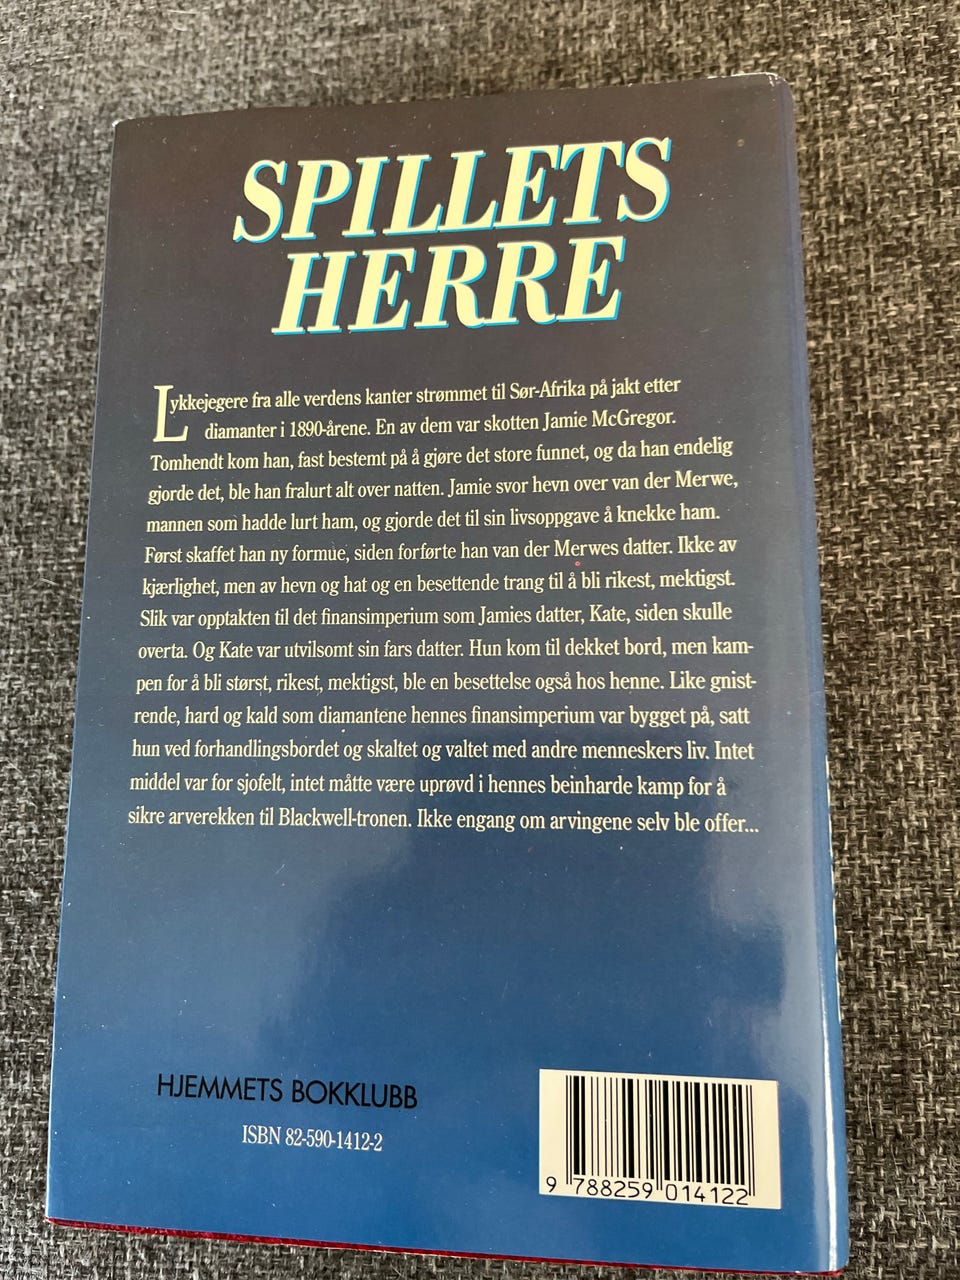 SPILLETS
HERRE
Lykkejegere fra alle verdens kanter strømmet til Sør-Afrika på jakt etter
diamanter i 1890-årene. En av dem var skotten Jamie McGregor.
Tomhendt kom han, fast bestemt på å gjøre det store funnet, og da han endelig
gjorde det, ble han fralurt alt over natten. Jamie svor hevn over van der Merwe,
mannen som hadde lurt ham, og gjorde det til sin livsoppgave å knekke ham.
Først skaffet han ny formue, siden forførte han van der Merwes datter. Ikke av
kjærlighet, men av hevn og hat og en besettende trang til å bli rikest, mektigst.
Slik var opptakten til det finansimperium som Jamies datter, Kate, siden skulle
overta. Og Kate var utvilsomt sin fars datter. Hun kom til dekket bord, men kam-
pen for å bli størst, rikest, mektigst, ble en besettelse også hos henne. Like gnist-
rende, hard og kald som diamantene hennes finansimperium var bygget på, satt
hun ved forhandlingsbordet og skaltet og valtet med andre menneskers liv. Intet
middel var for sjofelt, intet måtte være uprøvd i hennes beinharde kamp for å
sikre arverekken til Blackwell-tronen. Ikke engang om arvingene selv ble offer...
HJEMMETS BOKKLUBB
ISBN 82-590-1412-2
9 788259 014122